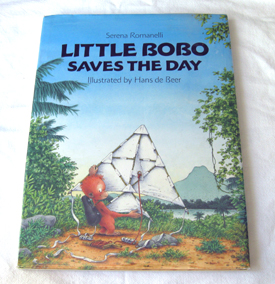 Serena Romanelli
LITTLE BOBO
SAVES THE DAY
Illustrated by Hans de Beer